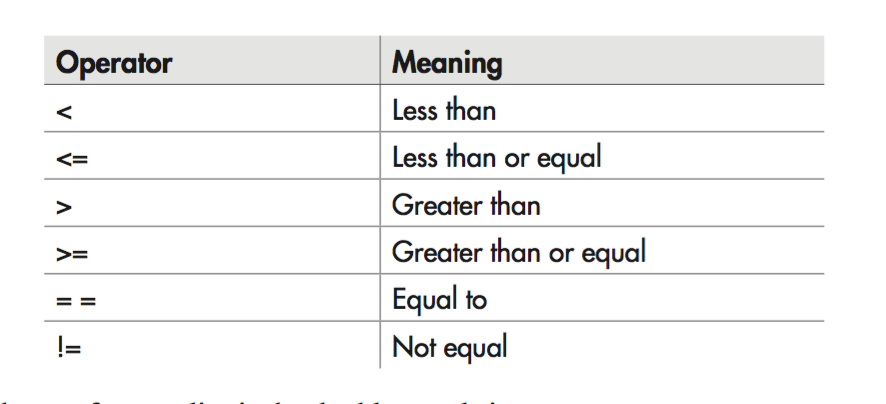 Operator Meaning
< Less than
<= Less than or equal
> Greater than
>= Greater than or equal
= = Equal to
!= Not equal